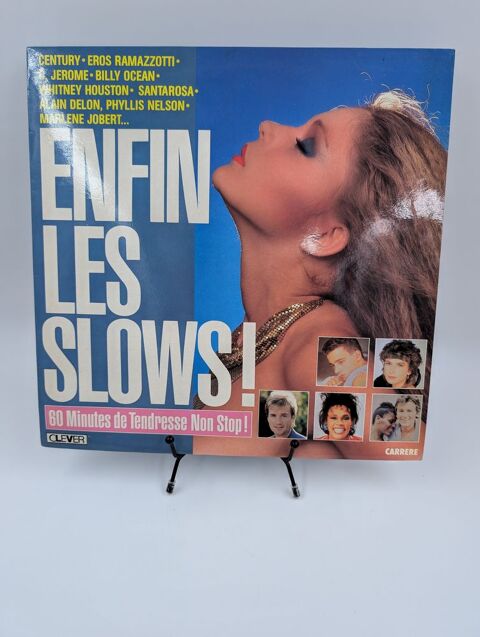 CENTURY • EROS RAMAZZOTTI •
JEROME • BILLY OCEAN •
WHITNEY HOUSTON • SANTAROSA •
ALAIN DELON, PHYLLIS NELSON •
MARLENE JOBERT...
ENFIN
LES
SLOWS!
60 Minutes de Tendresse Non Stop!
CLEVER
CARRERE